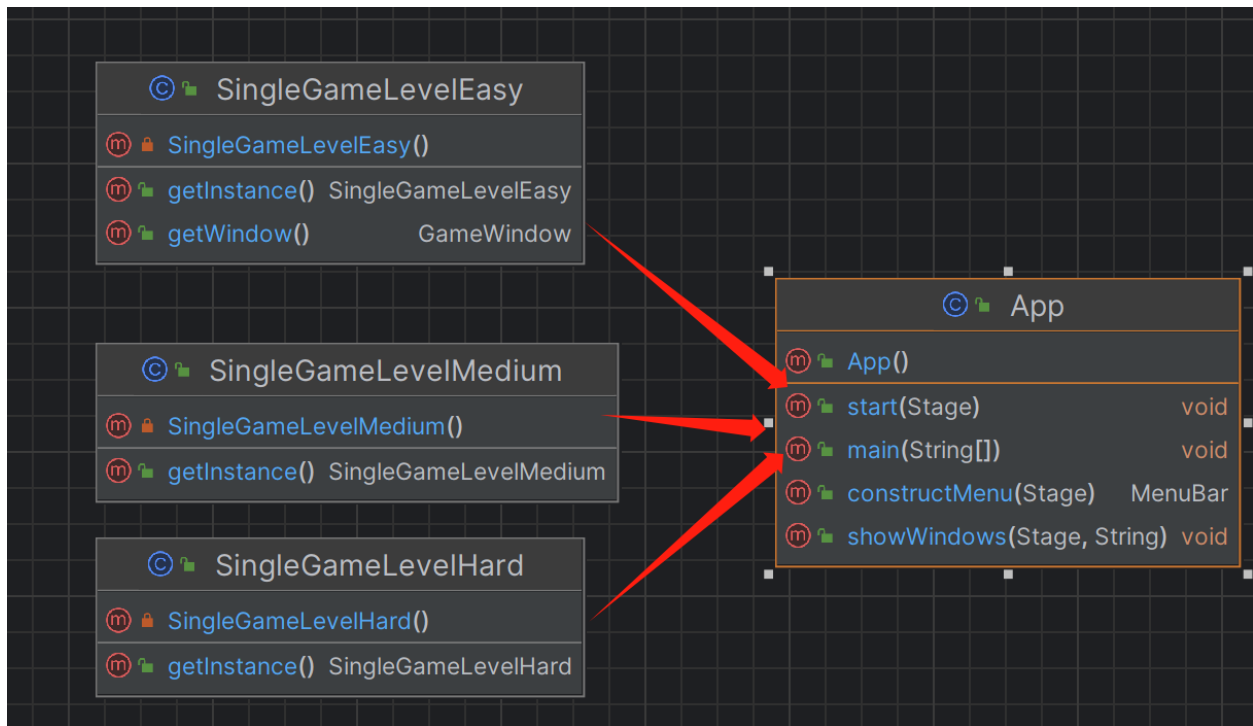 SingleGameLevelEasy
SingleGameLevelEasy()
getInstance() SingleGameLevelEasy
getWindow() GameWindow
SingleGameLevelMedium
SingleGameLevelMedium()
getInstance() SingleGameLevelMedium
SingleGameLevelHard
SingleGameLevelHard()
getInstance() SingleGameLevelHard
App
App()
start(Stage) void
main(String[]) void
constructMenu(Stage) MenuBar
showWindows(Stage, String) void